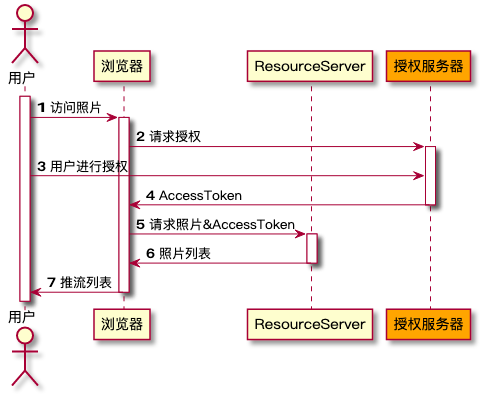 用户
浏览器
ResourceServer
授权服务器
1 访问照片
2 请求授权
3 用户进行授权
4 AccessToken
5 请求照片&AccessToken
6 照片列表
7 推流列表
用户
浏览器
ResourceServer
授权服务器